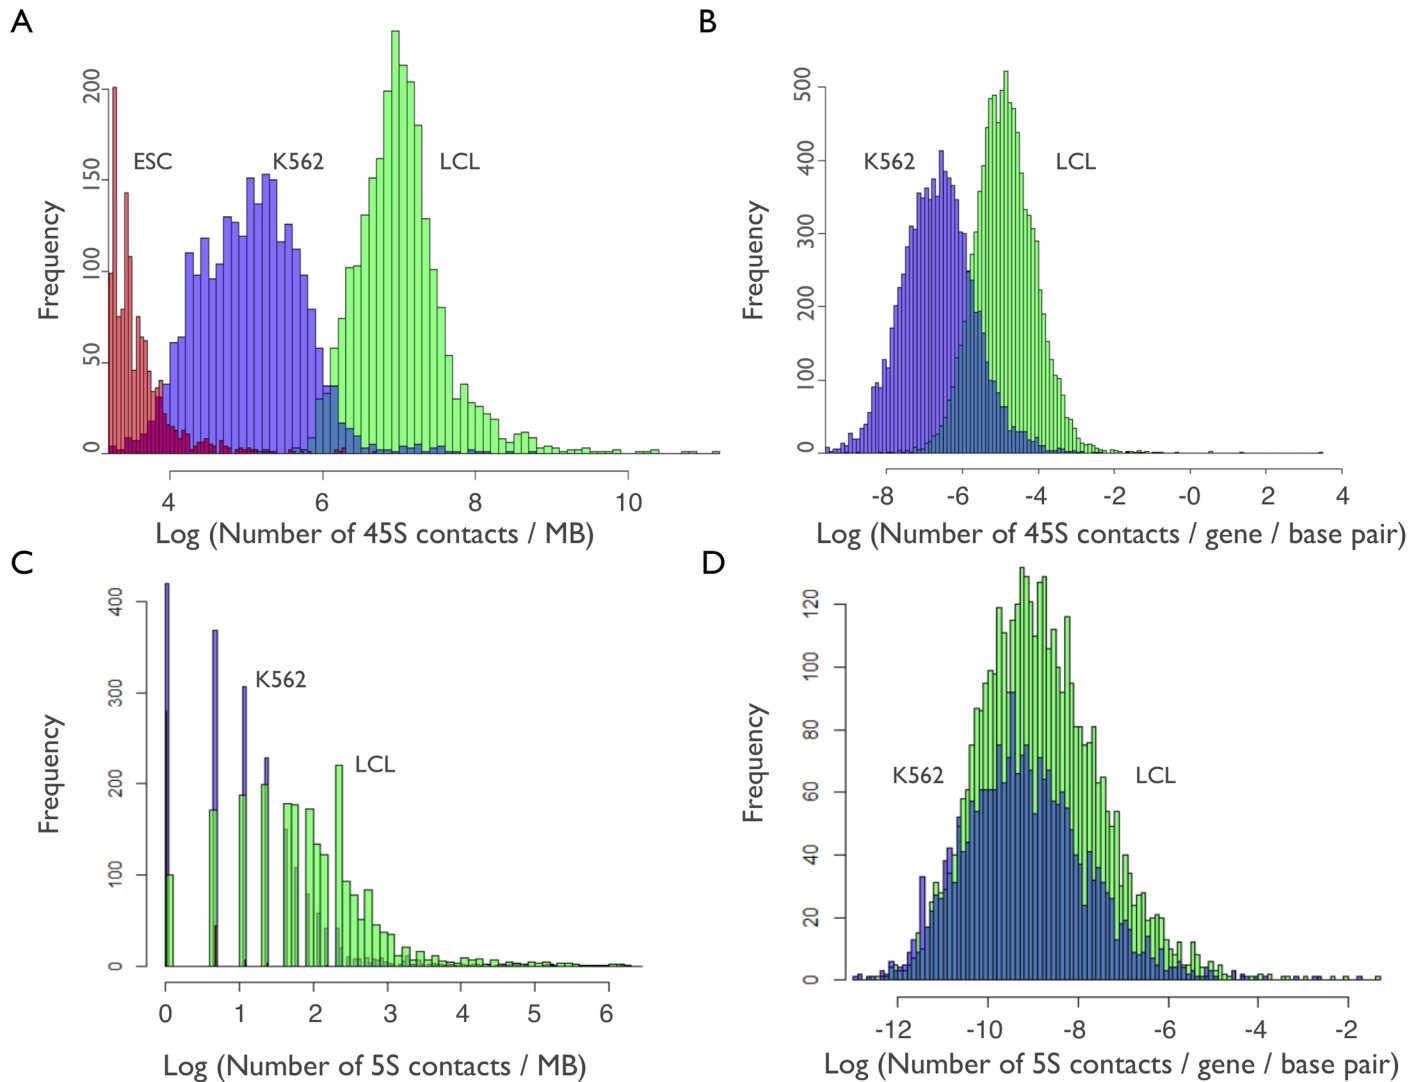 A
Frequency
0
50
100
150
200
ESC
K562
LCL
4
6
8
10
Log (Number of 45S contacts / MB)
B
Frequency
0
100
200
300
400
500
K562
LCL
-8
-6
-4
-2
-0
2
4
Log (Number of 45S contacts / gene / base pair)
C
Frequency
0
100
200
300
400
K562
LCL
0
1
2
3
4
5
6
Log (Number of 5S contacts / MB)
D
Frequency
0
20
40
60
80
100
120
K562
LCL
-12
-10
-8
-6
-4
-2
Log (Number of 5S contacts / gene / base pair)